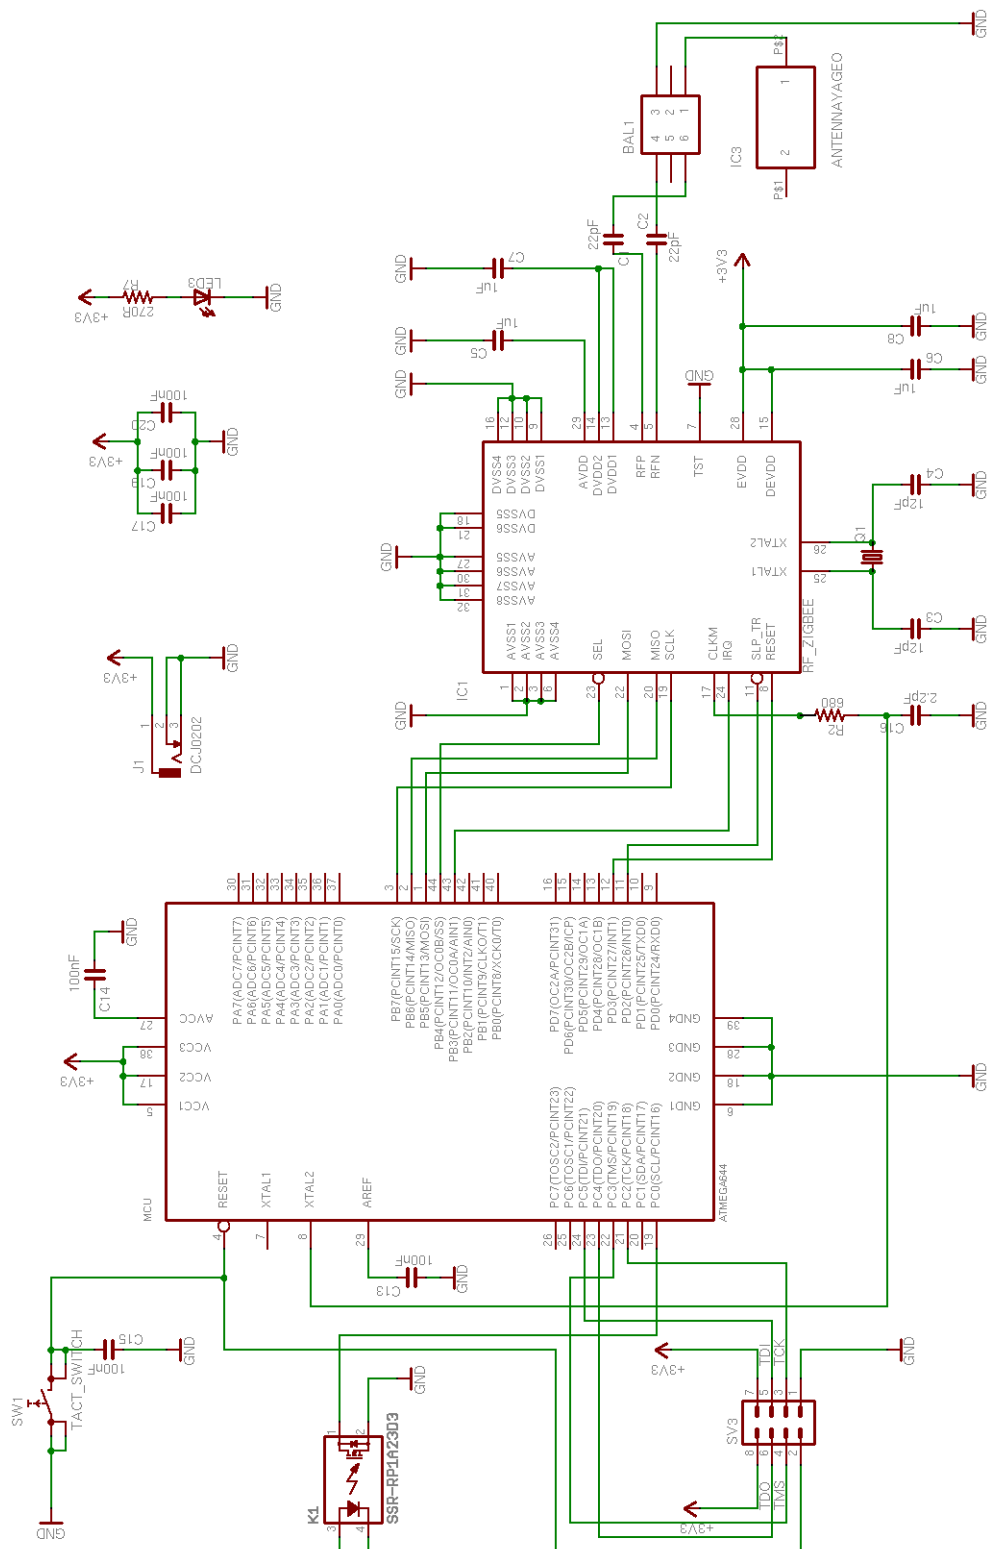 GND
P$2
1
2
IC3
P$1
ANTENNAYAGEO
BAL1
3
2
1
4
5
6
22pF
C1
C2
22pF
+3V3
R7
270R
LED3
GND
GND
C7
1uF
GND
C5
1uF
GND
+3V3
C8
1uF
GND
C6
1uF
GND
GND
+3V3
C20
100nF
C19
100nF
C17
100nF
GND
16
12
10
9
29
14
13
4
5
7
28
15
DVSS4
DVSS3
DVSS2
DVSS1
AVDD
DVDD2
DVDD1
RFP
RFN
TST
EVDD
DEVDD
GND
18
DVSS5
21
DVSS6
27
AVSS5
30
AVSS6
31
AVSS7
32
AVSS8
XTAL2
26
XTAL1
25
Q1
C4
12pF
GND
C3
12pF
GND
AVSS1
AVSS2
AVSS3
AVSS4
SEL
MOSI
MISO
SCLK
CLKM
IRQ
SLP_TR
RESET
RF_ZIGBEE
IC1
1
2
3
6
23
22
20
19
17
24
11
8
GND
R2
680
C16
2.2pF
GND
+3V3
GND
J1
1
2
3
DCJ0202
30
31
32
33
34
35
36
37
3
2
1
44
43
42
41
40
16
15
14
13
12
11
10
9
PA7(ADC7/PCINT7)
PA6(ADC6/PCINT6)
PA5(ADC5/PCINT5)
PA4(ADC4/PCINT4)
PA3(ADC3/PCINT3)
PA2(ADC2/PCINT2)
PA1(ADC1/PCINT1)
PA0(ADC0/PCINT0)
PB7(PCINT15/SCK)
PB6(PCINT14/MISO)
PB5(PCINT13/MOSI)
PB4(PCINT12/OC0B/SS)
PB3(PCINT11/OC0A/AIN1)
PB2(PCINT10/INT2/AIN0)
PB1(PCINT9/CLKO/T1)
PB0(PCINT8/XCK0/T0)
PD7(OC2A/PCINT31)
PD6(PCINT30/OC2B/ICP)
PD5(PCINT29/OC1A)
PD4(PCINT28/OC1B)
PD3(PCINT27/INT1)
PD2(PCINT26/INT0)
PD1(PCINT25/TXD0)
PD0(PCINT24/RXD0)
GND
100nF
C14
27
AVCC
38
VCC3
17
VCC2
5
VCC1
+3V3
GND4
39
GND3
28
GND2
18
GND1
6
GND
MCU
RESET
XTAL1
XTAL2
AREF
PC7(TOSC2/PCINT23)
PC6(TOSC1/PCINT22)
PC5(TDI/PCINT21)
PC4(TDO/PCINT20)
PC3(TMS/PCINT19)
PC2(TCK/PCINT18)
PC1(SDA/PCINT17)
PC0(SCL/PCINT16)
ATMEGA644
4
7
8
29
26
25
24
23
22
21
20
19
C13
100nF
GND
C15
100nF
GND
SW1
TACT_SWITCH
GND
GND
K1
1
2
3
4
SSR-RP1A23D3
+3V3
TDI
TCK
GND
SV3
7
5
3
1
8
6
4
2
TDO
TMS
+3V3